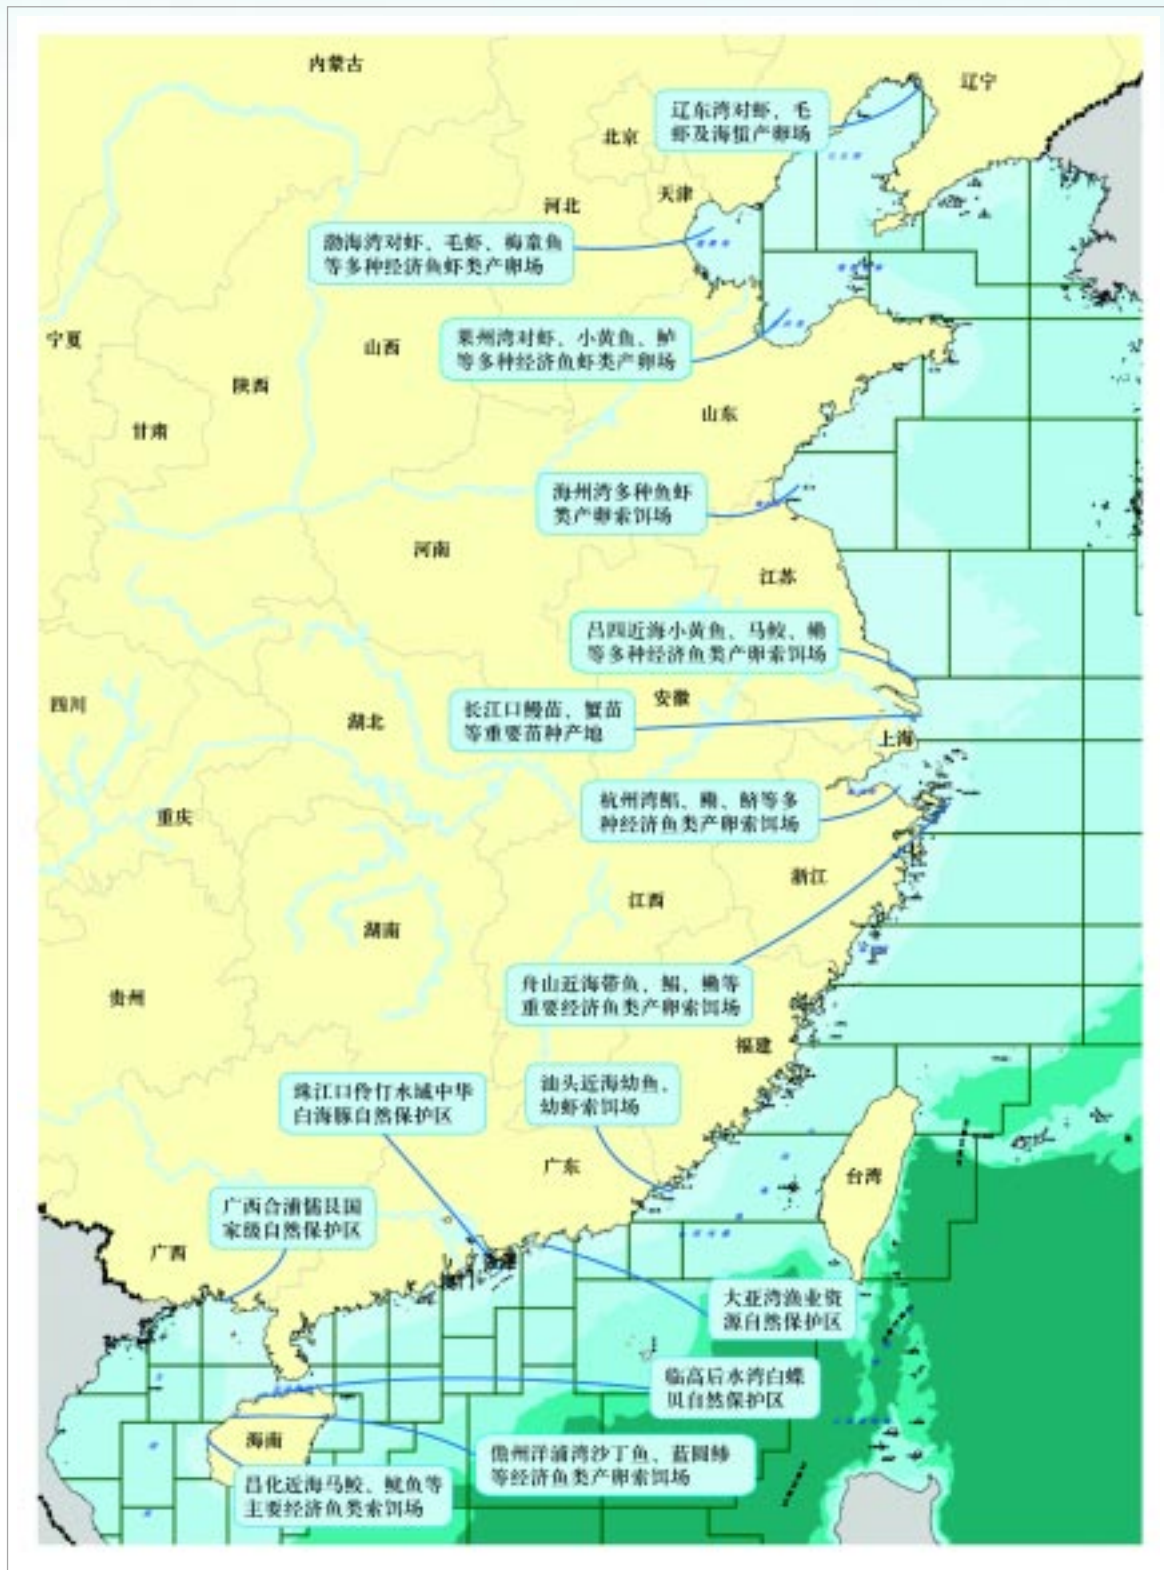 内蒙古
辽宁
辽东湾对虾、毛
虾及海蜇产卵场
北京
天津
河北
渤海湾对虾、毛虾、梅童鱼
等多种经济鱼虾类产卵场
宁夏
山西
莱州湾对虾、小黄鱼、鲈
等多种经济鱼虾类产卵场
陕西
山东
甘肃
海州湾多种鱼虾
类产卵索饵场
河南
江苏
吕四近海小黄鱼、马鲛、鳓
等多种经济鱼类产卵索饵场
四川
安徽
湖北
长江口鳗苗、蟹苗
等重要苗种产地
上海
杭州湾鲳、鳓、鲚等多
种经济鱼类产卵索饵场
重庆
浙江
江西
湖南
舟山近海带鱼、鲳、鳓等
重要经济鱼类产卵索饵场
贵州
福建
珠江口伶仃水域中华
白海豚自然保护区
汕头近海幼鱼、
幼虾索饵场
广东
台湾
广西合浦儒艮国
家级自然保护区
广西
大亚湾渔业资
源自然保护区
临高后水湾白蝶
贝自然保护区
海南
儋州洋浦湾沙丁鱼、蓝圆鲹
等经济鱼类产卵索饵场
昌化近海马鲛、鱿鱼等
主要经济鱼类索饵场